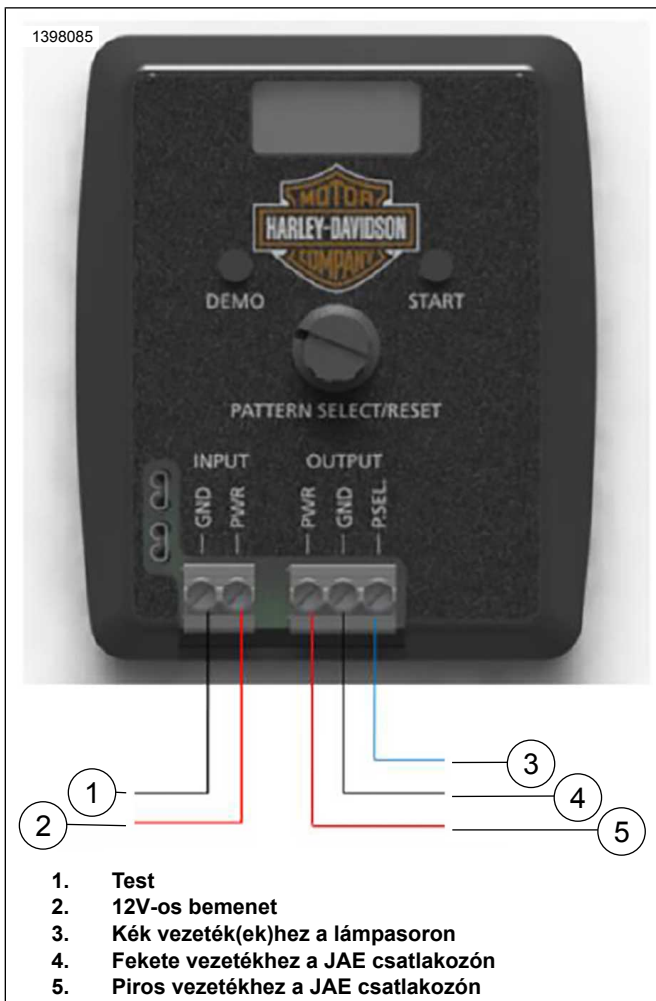 1398085
MOTOR
HARLEY-DAVIDSON
COMPANY
DEMO
START
PATTERN SELECT/RESET
INPUT OUTPUT
GND PWR PWR GND P.SEL.
1
2
3
4
5
1. Test
2. 12V-os bemenet
3. Kék vezeték(ek)hez a lámpasoron
4. Fekete vezetékhez a JAE csatlakozón
5. Piros vezetékhez a JAE csatlakozón